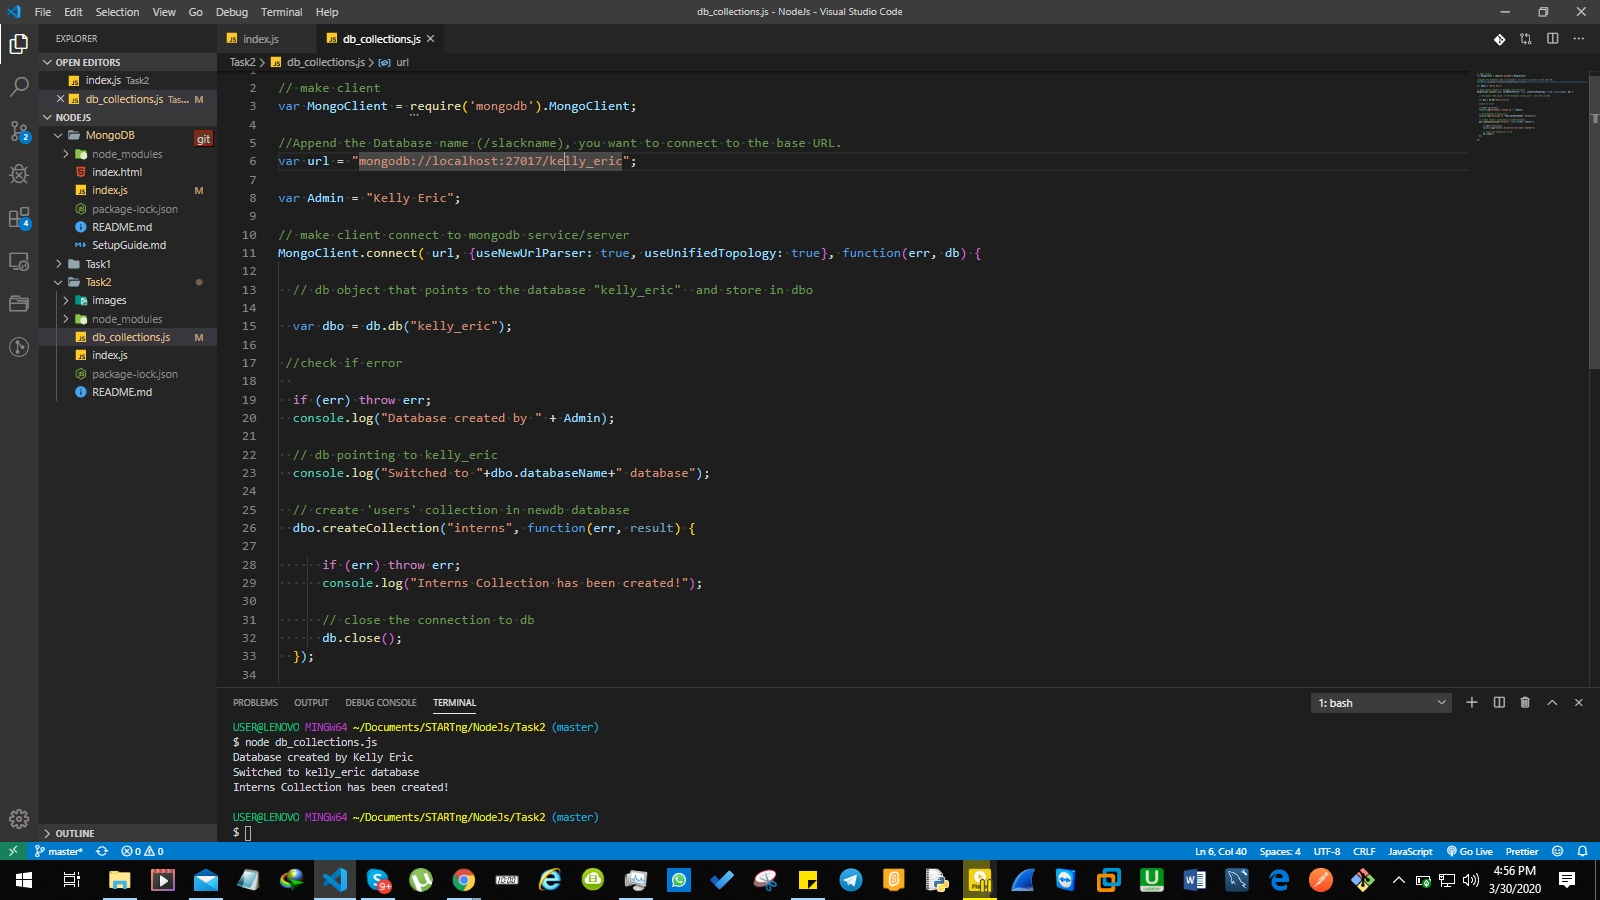 File Edit Selection View Go Debug Terminal Help
db_collections.js - NodeJs - Visual Studio Code
EXPLORER
OPEN EDITORS
index.js Task2
db_collections.js Tas... M
NODEJS
MongoDB
git
node_modules
index.html
index.js M
package-lock.json
README.md
SetupGuide.md
Task1
Task2
images
node_modules
db_collections.js M
index.js
package-lock.json
README.md
OUTLINE
2
4
index.js
db_collections.js
Task2 > db_collections.js > url
1
2 // make client
3 var MongoClient = require('mongodb').MongoClient;
4
5 //Append the Database name (/slackname), you want to connect to the base URL.
6 var url = "mongodb://localhost:27017/kelly_eric";
7
8 var Admin = "Kelly Eric";
9
10 // make client connect to mongodb service/server
11 MongoClient.connect( url, {useNewUrlParser: true, useUnifiedTopology: true}, function(err, db) {
12
13 // db object that points to the database "kelly_eric"  and store in dbo
14
15 var dbo = db.db("kelly_eric");
16
17 //check if error
18
19 if (err) throw err;
20 console.log("Database created by " + Admin);
21
22 // db pointing to kelly_eric
23 console.log("Switched to "+dbo.databaseName+" database");
24
25 // create 'users' collection in newdb database
26 dbo.createCollection("interns", function(err, result) {
27
28 if (err) throw err;
29 console.log("Interns Collection has been created!");
30
31 // close the connection to db
32 db.close();
33 });
34
PROBLEMS OUTPUT DEBUG CONSOLE TERMINAL
1: bash
USER@LENOVO MINGW64 ~/Documents/STARTng/NodeJs/Task2 (master)
$ node db_collections.js
Database created by Kelly Eric
Switched to kelly_eric database
Interns Collection has been created!
USER@LENOVO MINGW64 ~/Documents/STARTng/NodeJs/Task2 (master)
$
master* 0 0
Ln 6, Col 40 Spaces: 4 UTF-8 CRLF JavaScript Go Live Prettier
9+
4:56 PM
3/30/2020